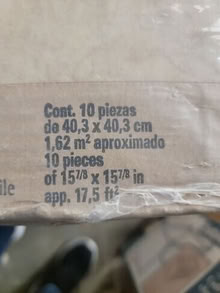 Cont. 10 piezas
de 40,3 x 40,3 cm
1,62 m² aproximado
10 pieces
of 15⁷/⁸ x 15⁷/⁸ in
app. 17,5 ft²